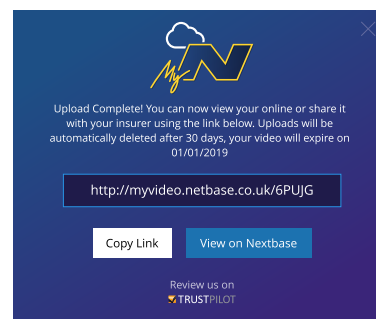 My N
Upload Complete! You can now view your online or share it
with your insurer using the link below. Uploads will be
automatically deleted after 30 days, your video will expire on
01/01/2019
http://myvideo.netbase.co.uk/6PUJG
Copy Link View on Nextbase
Review us on
TRUSTPILOT